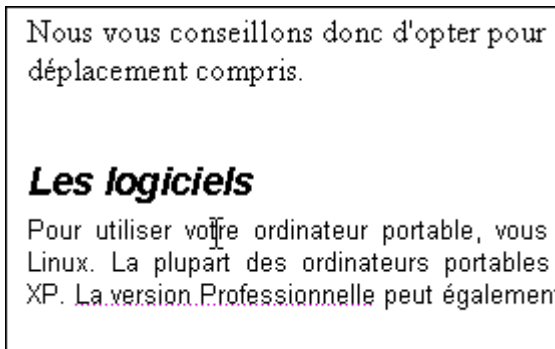 Nous vous conseillons donc d'opter pour
déplacement compris.
Les logiciels
Pour utiliser votre ordinateur portable, vous
Linux. La plupart des ordinateurs portables
XP. La version Professionnelle peut également